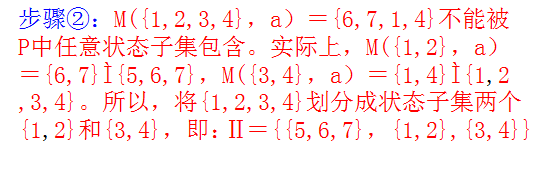 步骤②：M({1,2,3,4}，a）＝{6,7,1,4}不能被
P中任意状态子集包含。实际上，M({1,2}，a）
＝{6,7}Ì{5,6,7}，M({3,4}，a）＝{1,4}Ì{1,2
,3,4}。所以，将{1,2,3,4}划分成状态子集两个
{1,2}和{3,4}，即：Π＝{{5,6,7}，{1,2},{3,4}}